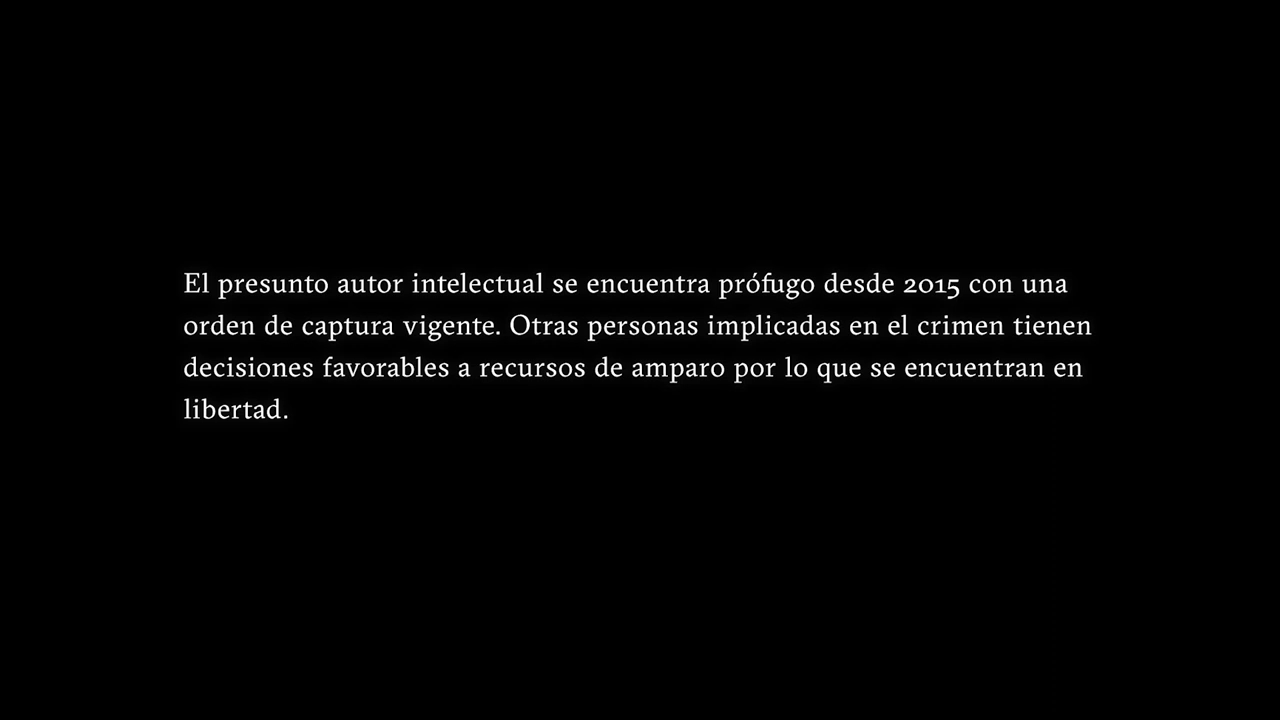 El presunto autor intelectual se encuentra prófugo desde 2015 con una
orden de captura vigente. Otras personas implicadas en el crimen tienen
decisiones favorables a recursos de amparo por lo que se encuentran en
libertad.